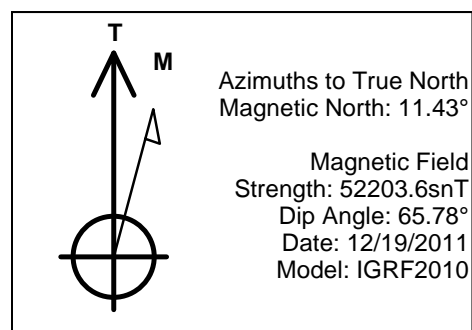 T
M
Azimuths to True North
Magnetic North: 11.43°
Magnetic Field
Strength: 52203.6snT
Dip Angle: 65.78°
Date: 12/19/2011
Model: IGRF2010